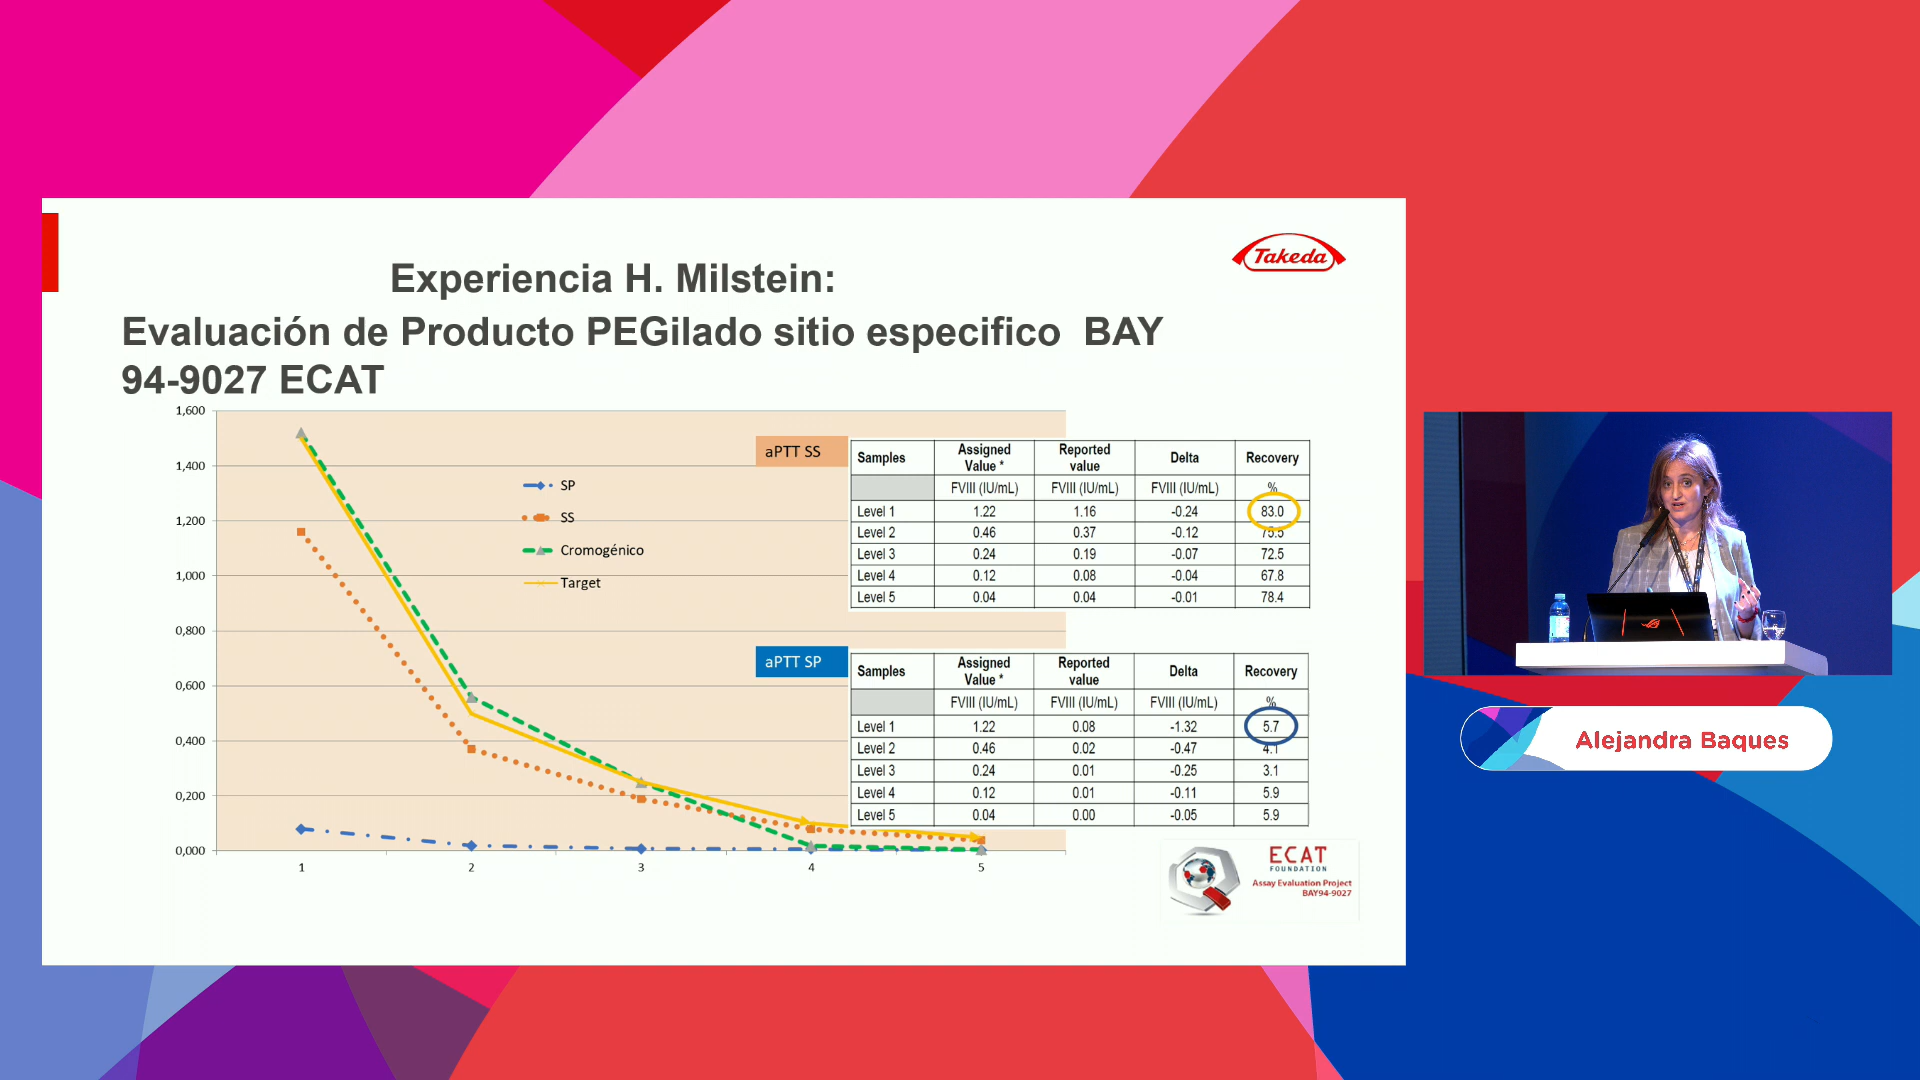 Takeda
Experiencia H. Milstein:
Evaluación de Producto PEGilado sitio especifico BAY
94-9027 ECAT
1,600
1,400
1,200
1,000
0,800
0,600
0,400
0,200
0,000
1 2 3 4 5
SP
SS
Cromogénico
Target
aPTT SS
Samples Assigned Value * Reported value Delta Recovery
FVIII (IU/mL) FVIII (IU/mL) FVIII (IU/mL) %
Level 1 1.22 1.16 -0.24 83.0
Level 2 0.46 0.37 -0.12 75.5
Level 3 0.24 0.19 -0.07 72.5
Level 4 0.12 0.08 -0.04 67.8
Level 5 0.04 0.04 -0.01 78.4
aPTT SP
Samples Assigned Value * Reported value Delta Recovery
FVIII (IU/mL) FVIII (IU/mL) FVIII (IU/mL) %
Level 1 1.22 0.08 -1.32 5.7
Level 2 0.46 0.02 -0.47 4.1
Level 3 0.24 0.01 -0.25 3.1
Level 4 0.12 0.01 -0.11 5.9
Level 5 0.04 0.00 -0.05 5.9
ECAT
FOUNDATION
Assay Evaluation Project
BAY94-9027
Alejandra Baques